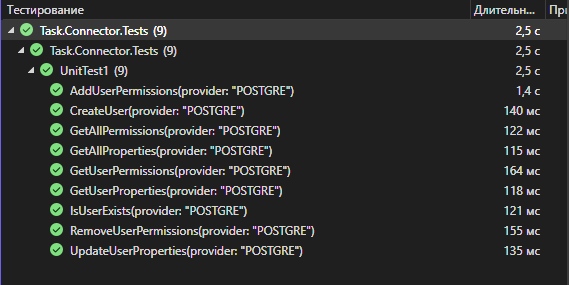 Тестирование Длительн... При
Task.Connector.Tests (9) 2,5 с
Task.Connector.Tests (9) 2,5 с
UnitTest1 (9) 2,5 с
AddUserPermissions(provider: "POSTGRE") 1,4 с
CreateUser(provider: "POSTGRE") 140 мс
GetAllPermissions(provider: "POSTGRE") 122 мс
GetAllProperties(provider: "POSTGRE") 115 мс
GetUserPermissions(provider: "POSTGRE") 164 мс
GetUserProperties(provider: "POSTGRE") 118 мс
IsUserExists(provider: "POSTGRE") 121 мс
RemoveUserPermissions(provider: "POSTGRE") 155 мс
UpdateUserProperties(provider: "POSTGRE") 135 мс